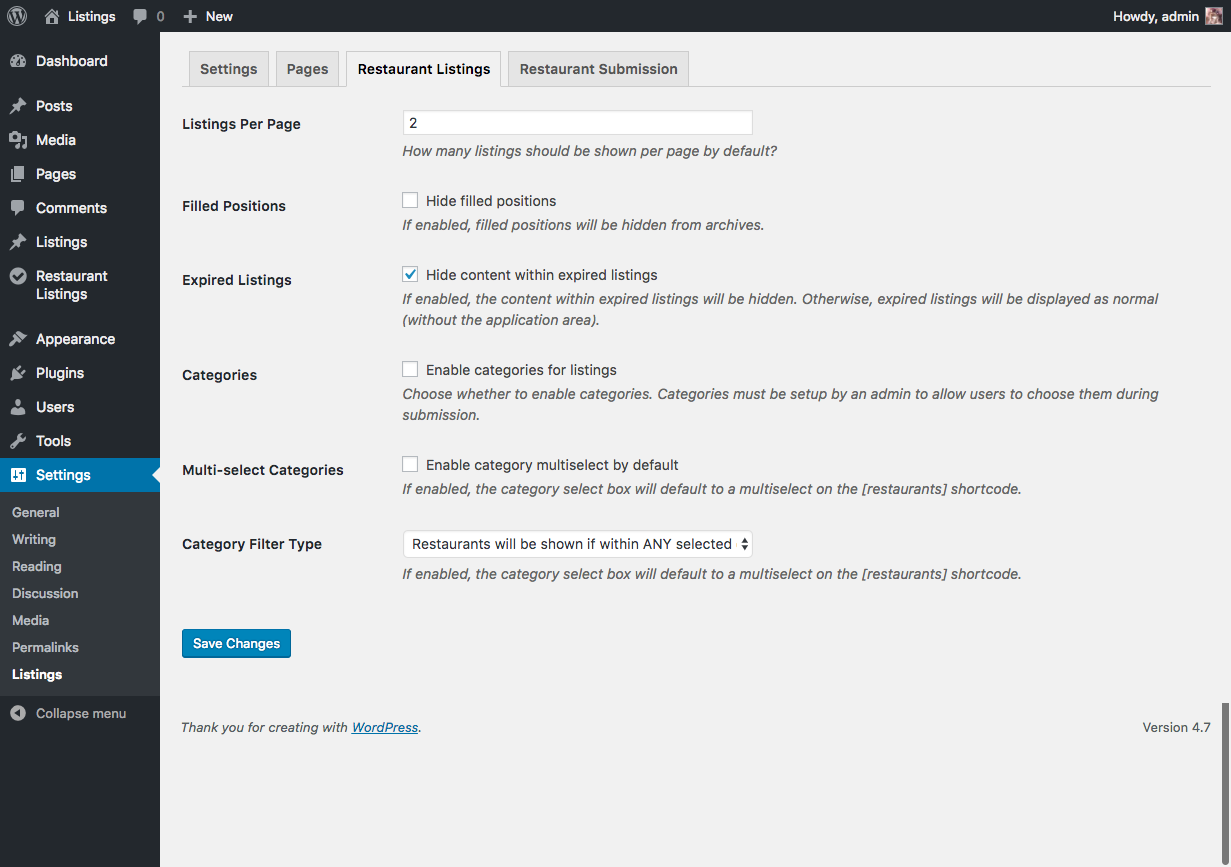 Listings 0 New Howdy, admin
Dashboard
Posts
Media
Pages
Comments
Listings
Restaurant
Listings
Appearance
Plugins
Users
Tools
Settings
General
Writing
Reading
Discussion
Media
Permalinks
Listings
Collapse menu
Settings Pages Restaurant Listings Restaurant Submission
Listings Per Page
2
How many listings should be shown per page by default?
Filled Positions
Hide filled positions
If enabled, filled positions will be hidden from archives.
Expired Listings
Hide content within expired listings
If enabled, the content within expired listings will be hidden. Otherwise, expired listings will be displayed as normal
(without the application area).
Categories
Enable categories for listings
Choose whether to enable categories. Categories must be setup by an admin to allow users to choose them during
submission.
Multi-select Categories
Enable category multiselect by default
If enabled, the category select box will default to a multiselect on the [restaurants] shortcode.
Category Filter Type
Restaurants will be shown if within ANY selected
If enabled, the category select box will default to a multiselect on the [restaurants] shortcode.
Save Changes
Thank you for creating with WordPress.
Version 4.7